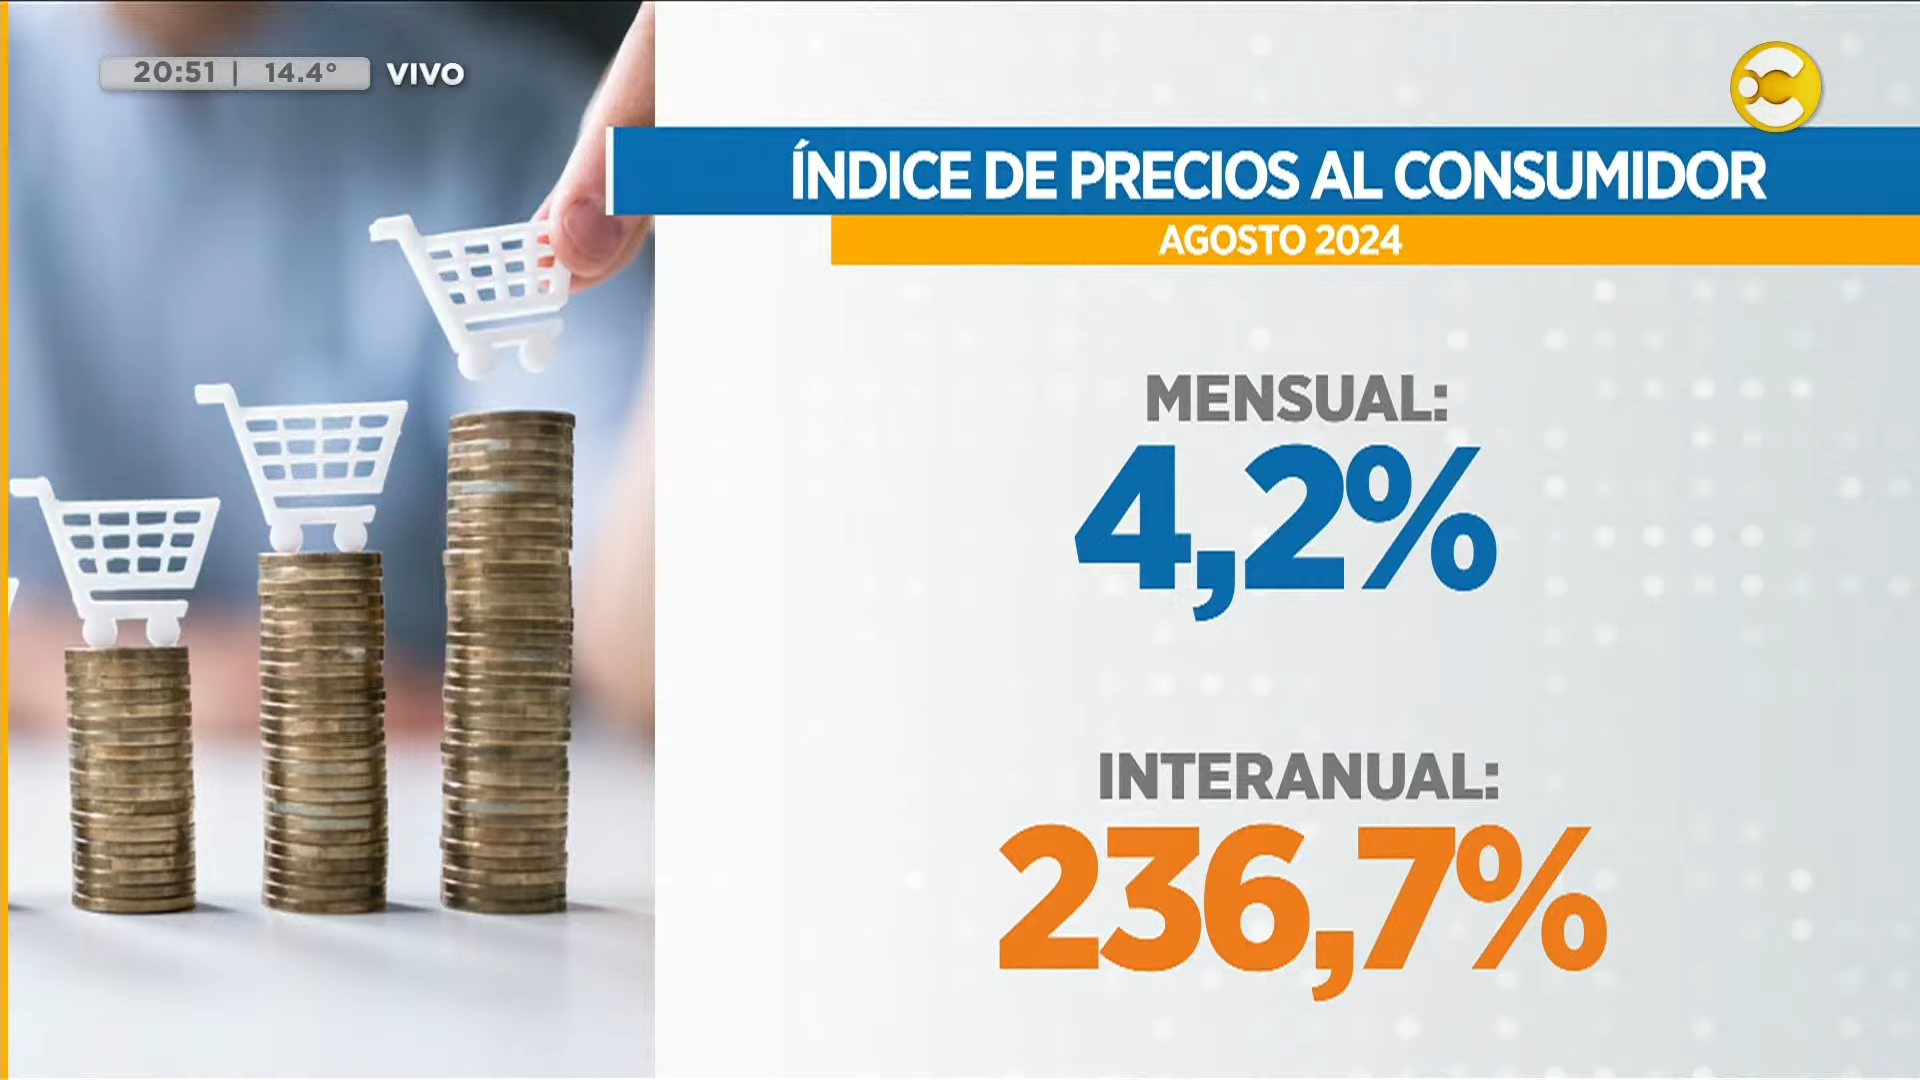 20:51 | 14.4° VIVO
ÍNDICE DE PRECIOS AL CONSUMIDOR
AGOSTO 2024
MENSUAL:
4,2%
INTERANUAL:
236,7%